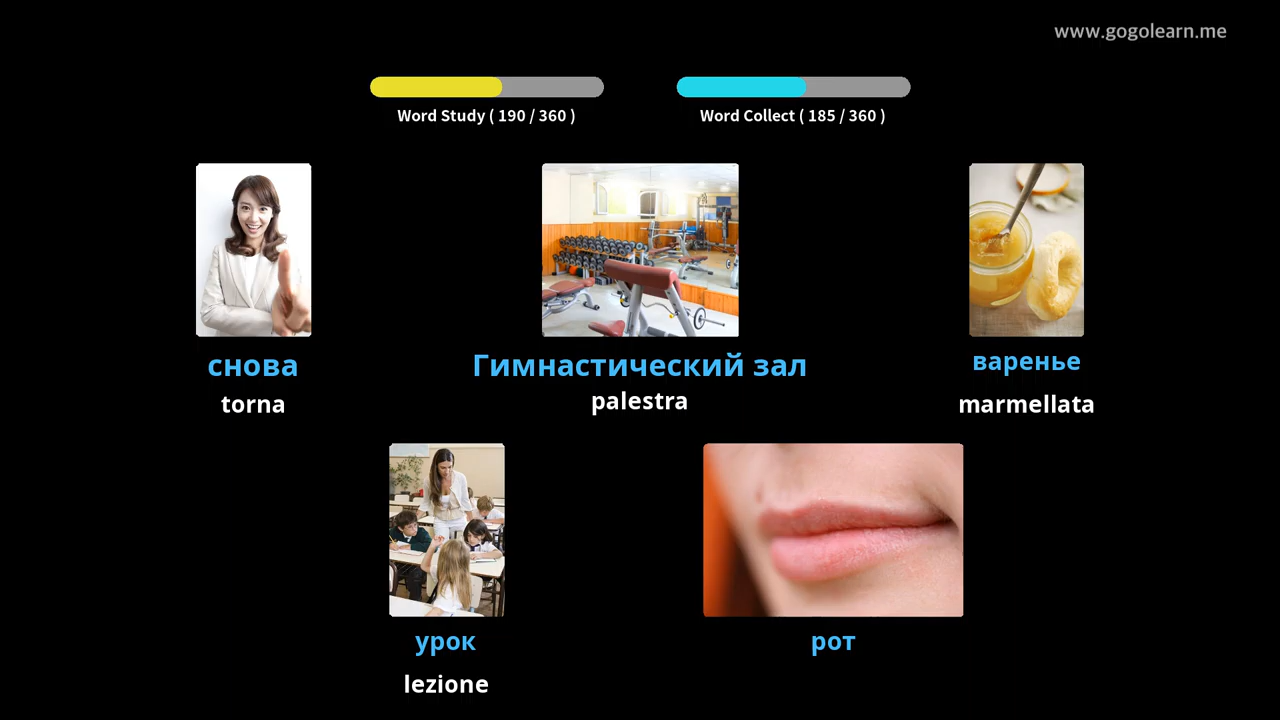 www.gogolearn.me
Word Study ( 190 / 360 )
Word Collect ( 185 / 360 )
снова
torna
Гимнастический зал
palestra
варенье
marmellata
урок
lezione
рот